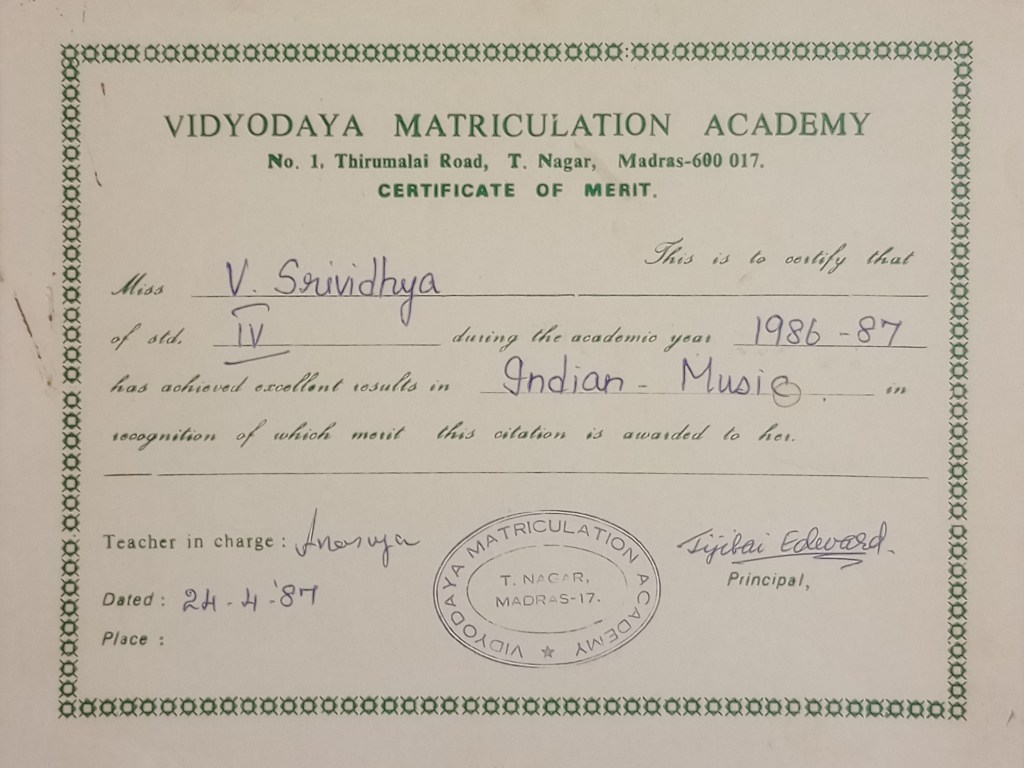 VIDYODAYA MATRICULATION ACADEMY
No. 1, Thirumalai Road, T. Nagar, Madras-600 017.
CERTIFICATE OF MERIT.
This is to certify that
Miss V. Srividhya
of std. IV during the academic year 1986 - 87
has achieved excellent results in Indian - Music. in
recognition of which merit this citation is awarded to her.
Teacher in charge : Anasuya
Jijibai Edward.
Principal,
Dated : 24 - 4 - '87
Place :
VIDYODAYA MATRICULATION ACADEMY
T. NAGAR,
MADRAS-17.